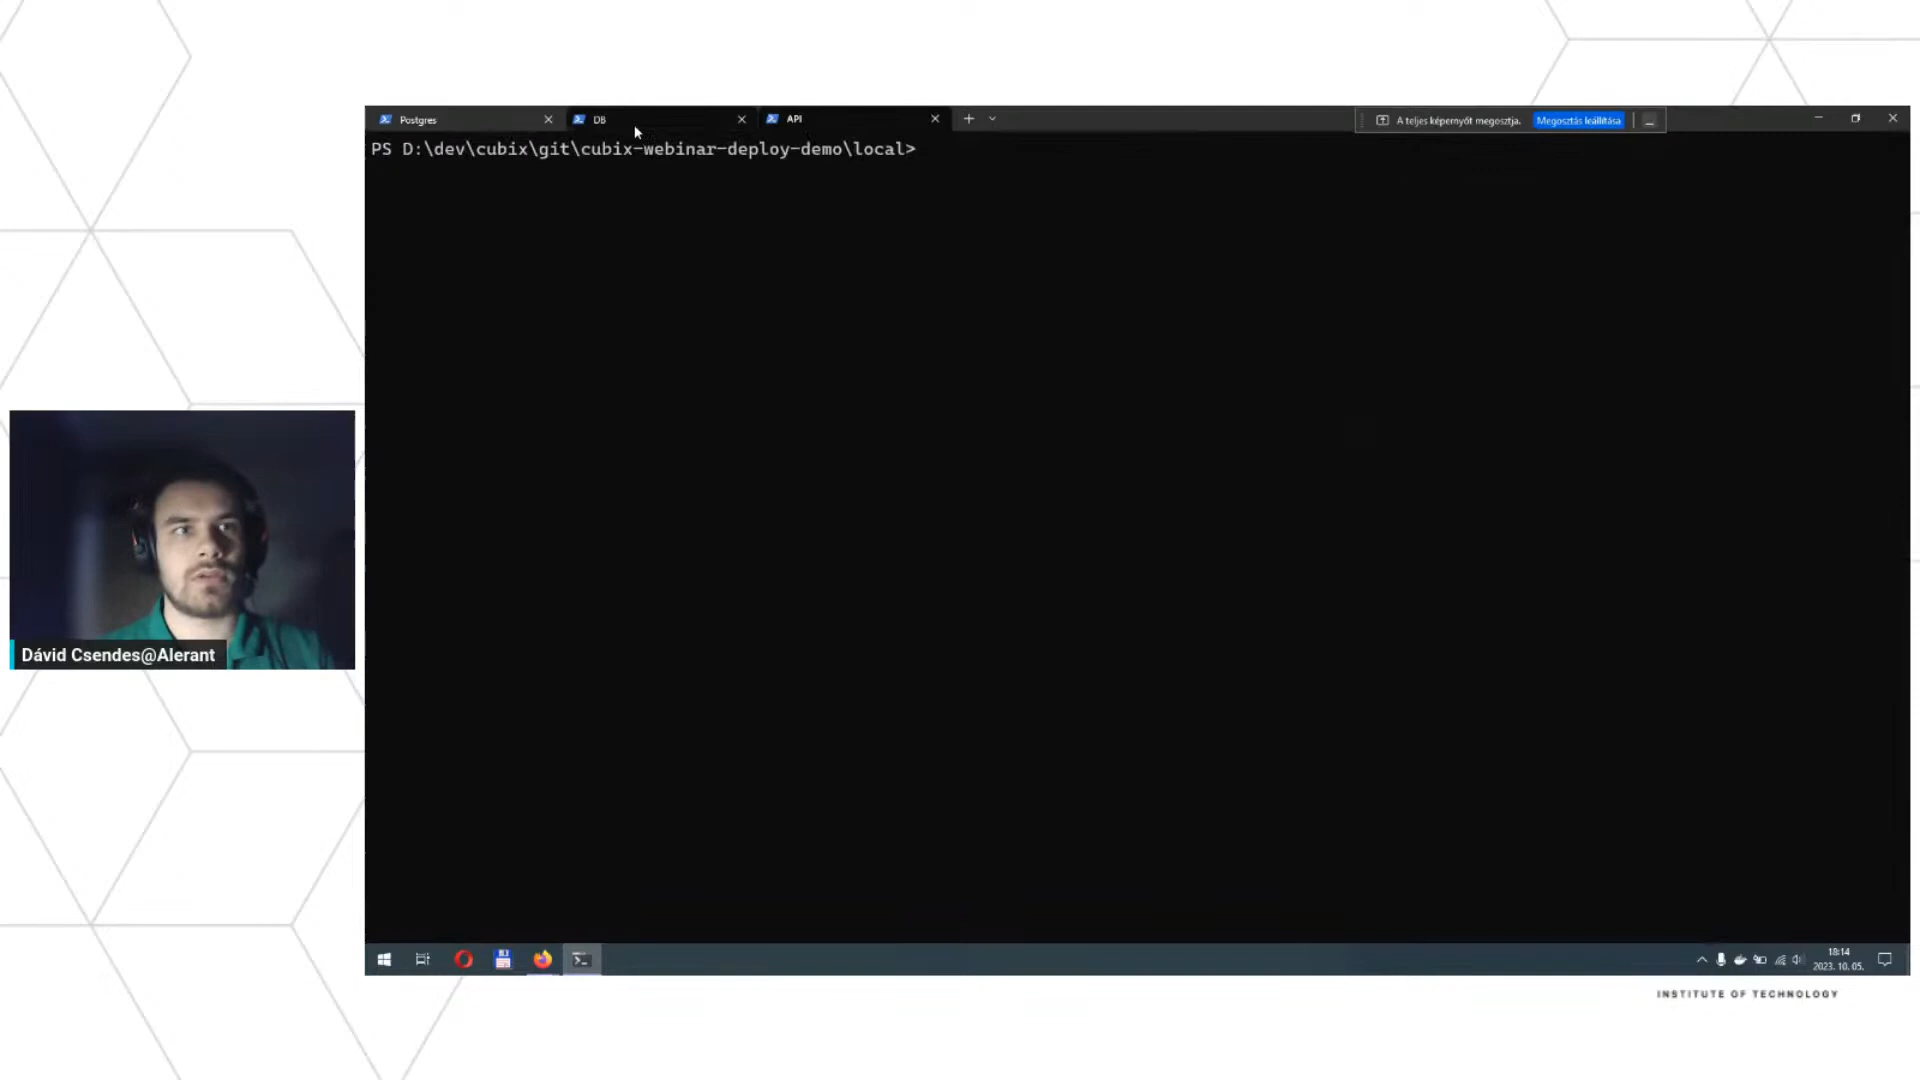 Postgres
DB
API
A teljes képernyőt megosztja.
Megosztás leállítása
PS D:\dev\cubix\git\cubix-webinar-deploy-demo\local>
Dávid Csendes@Alerant
18:14
2023. 10. 05.
INSTITUTE OF TECHNOLOGY